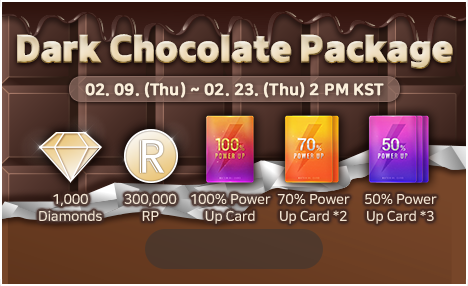 Dark Chocolate Package
02. 09. (Thu) ~ 02. 23. (Thu) 2 PM KST
R
100%
POWER UP
70%
POWER UP
50%
POWER UP
1,000
Diamonds
300,000
RP
100% Power
Up Card
70% Power
Up Card *2
50% Power
Up Card *3